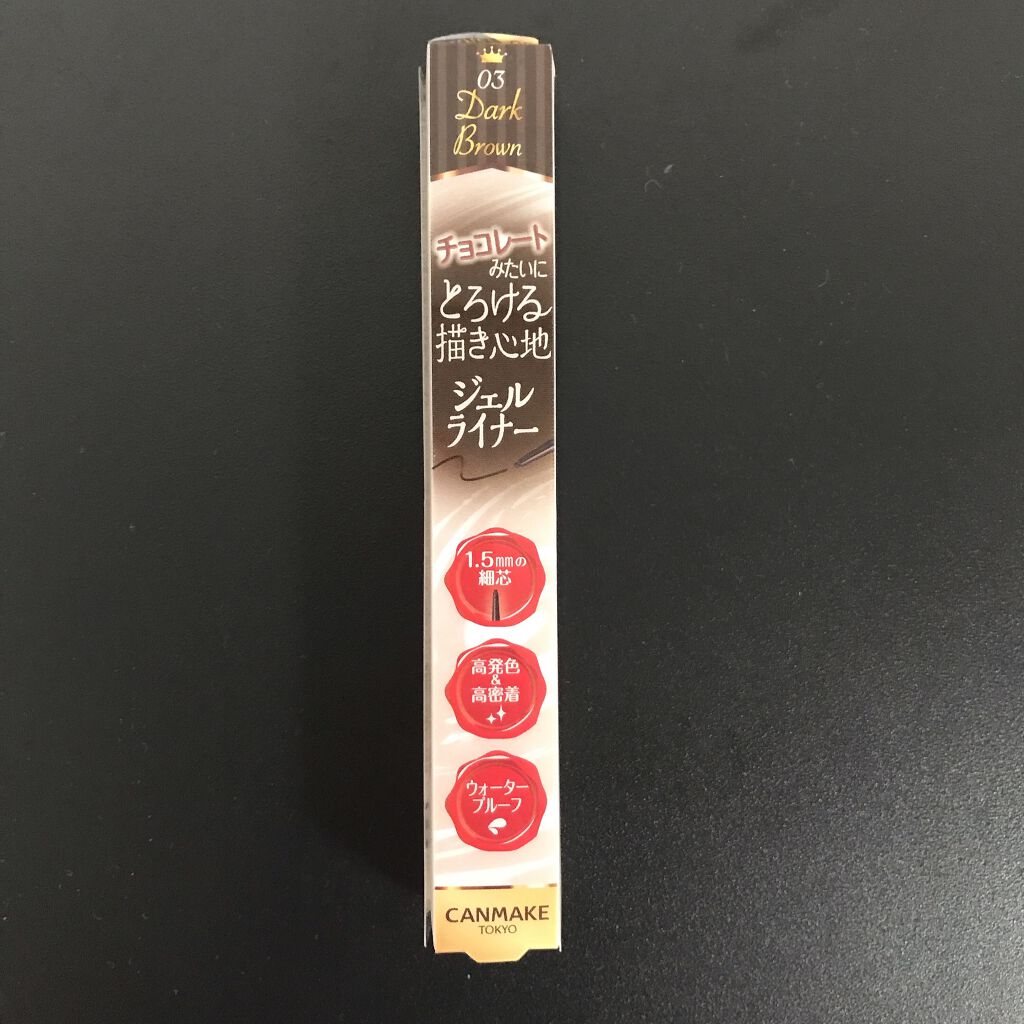 03
Dark
Brown
チョコレート
みたいに
とろける
描き心地
ジェル
ライナー
1.5mmの
細芯
高発色
&
高密着
ウォーター
プルーフ
CANMAKE
TOKYO